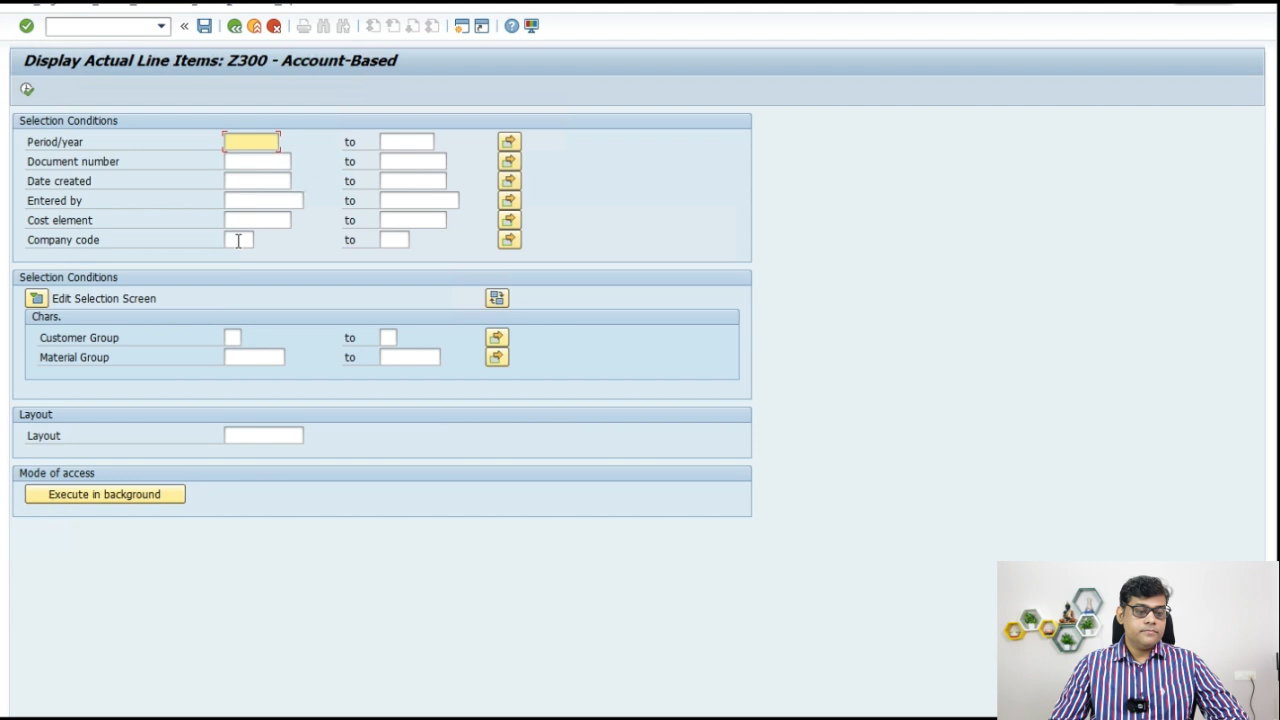 Display Actual Line Items: Z300 - Account-Based
Selection Conditions
Period/year to
Document number to
Date created to
Entered by to
Cost element to
Company code to
Selection Conditions
Edit Selection Screen
Chars.
Customer Group to
Material Group to
Layout
Layout
Mode of access
Execute in background